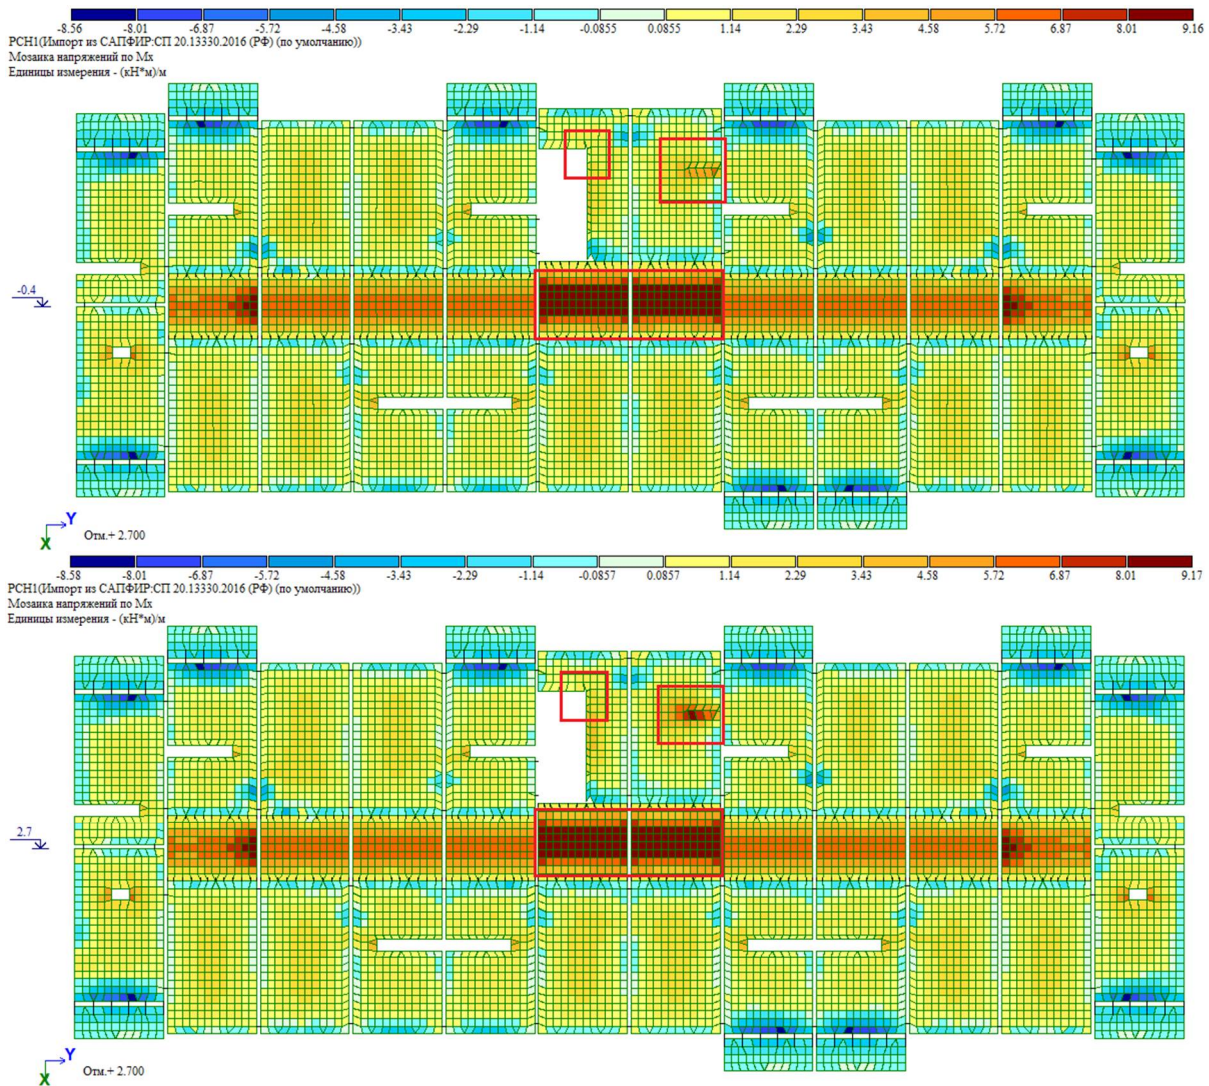 -8.56 -8.01 -6.87 -5.72 -4.58 -3.43 -2.29 -1.14 -0.0855 0.0855 1.14 2.29 3.43 4.58 5.72 6.87 8.01 9.16
РСН1(Импорт из САПФИР:СП 20.13330.2016 (РФ) (по умолчанию))
Мозаика напряжений по Mx
Единицы измерения - (кН*м)/м
-0.4
Y
X
Отм.+ 2.700
-8.58 -8.01 -6.87 -5.72 -4.58 -3.43 -2.29 -1.14 -0.0857 0.0857 1.14 2.29 3.43 4.58 5.72 6.87 8.01 9.17
РСН1(Импорт из САПФИР:СП 20.13330.2016 (РФ) (по умолчанию))
Мозаика напряжений по Mx
Единицы измерения - (кН*м)/м
2.7
Y
X
Отм.+ 2.700